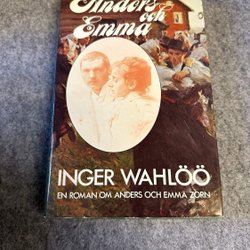 Anders
och
Emma
INGER WAHLÖÖ
EN ROMAN OM ANDERS OCH EMMA ZORN